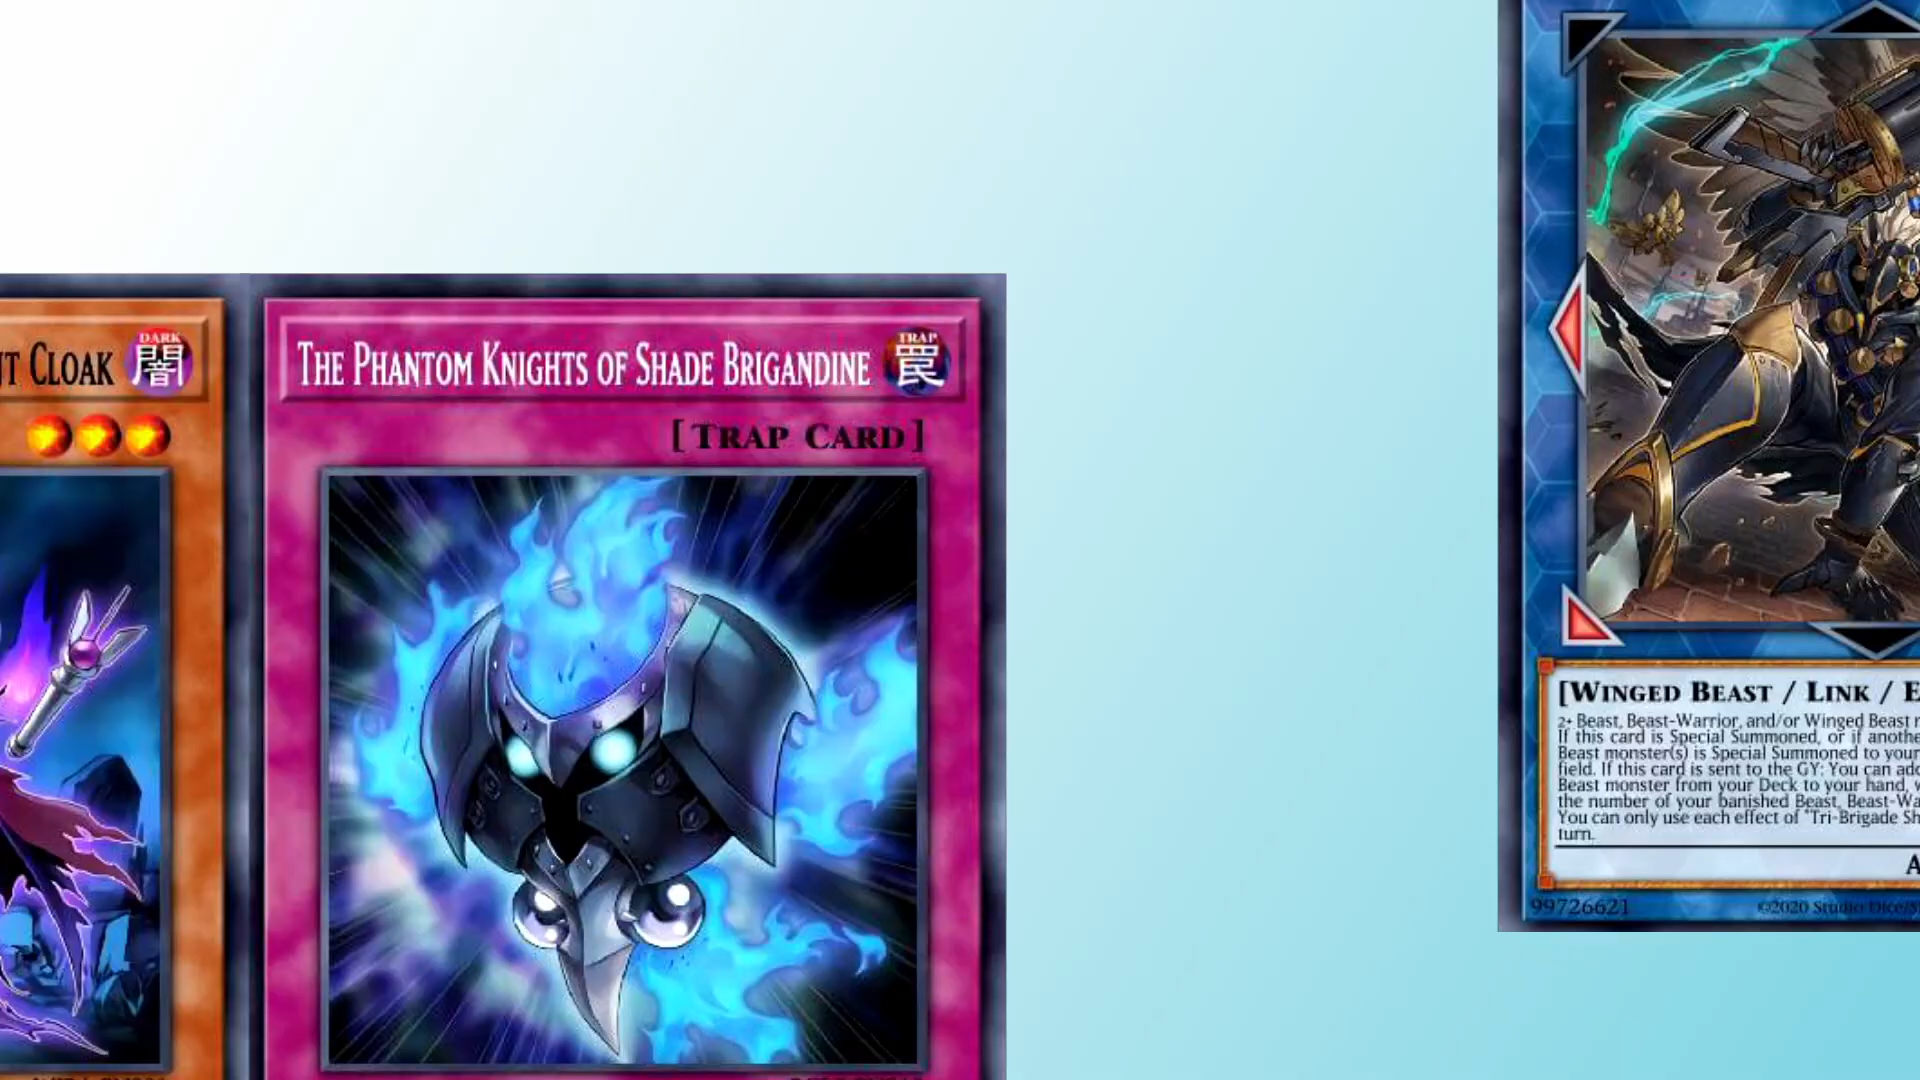 T CLOAK
DARK
闇
THE PHANTOM KNIGHTS OF SHADE BRIGANDINE
TRAP
罠
[TRAP CARD]
[WINGED BEAST / LINK / E
2+ Beast, Beast-Warrior, and/or Winged Beast
If this card is Special Summoned, or if anothe
Beast monster(s) is Special Summoned to your
field. If this card is sent to the GY: You can add
Beast monster from your Deck to your hand, w
the number of your banished Beast, Beast-Wa
You can only use each effect of "Tri-Brigade Sh
turn.
A
99726621
©2020 Studio Dice/S